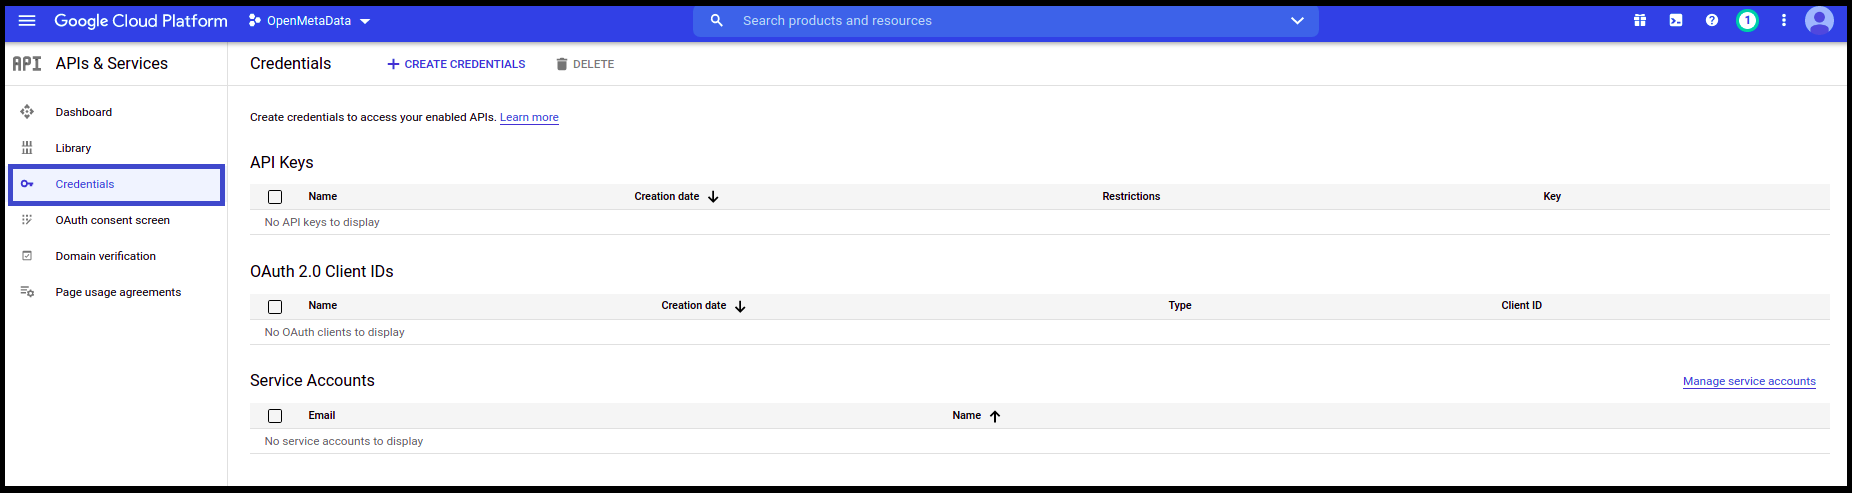 Google Cloud Platform OpenMetaData Search products and resources 1
API APIs & Services Credentials CREATE CREDENTIALS DELETE
Dashboard
Library
Credentials
OAuth consent screen
Domain verification
Page usage agreements
Create credentials to access your enabled APIs. Learn more
API Keys
Name Creation date Restrictions Key
No API keys to display
OAuth 2.0 Client IDs
Name Creation date Type Client ID
No OAuth clients to display
Service Accounts Manage service accounts
Email Name
No service accounts to display